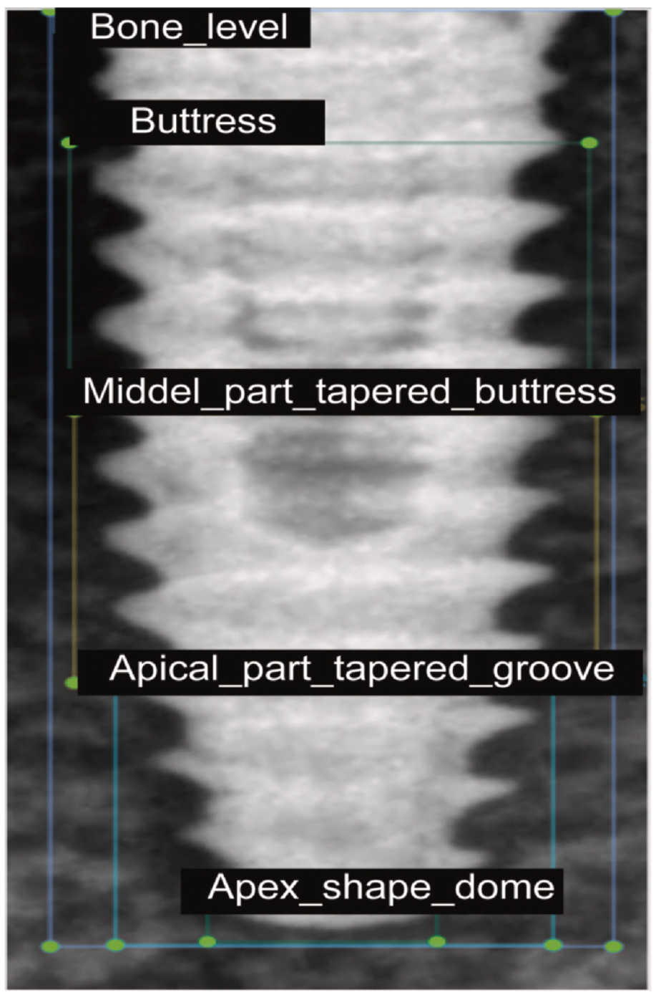 Bone_level
Buttress
Middel_part_tapered_buttress
Apical_part_tapered_groove
Apex_shape_dome